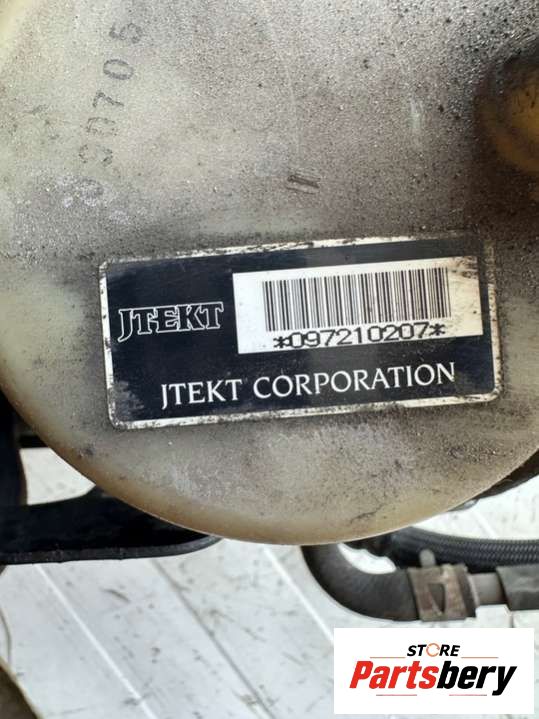 JTEKT
*097210207*
JTEKT CORPORATION
STORE
Partsbery